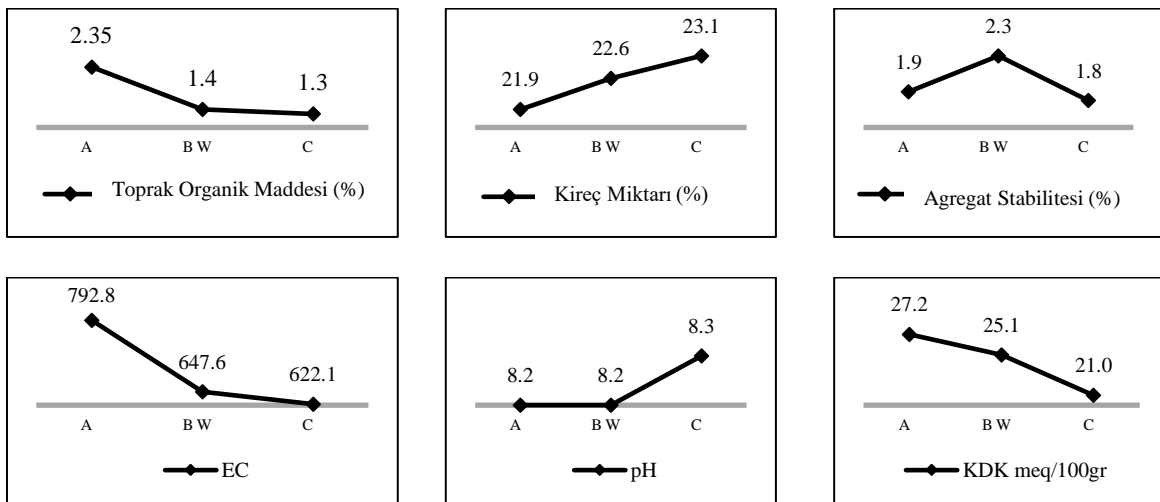 2.35
1.4
1.3
A B W C
Toprak Organik Maddesi (%)
21.9
22.6
23.1
A B W C
Kireç Miktarı (%)
1.9
2.3
1.8
A B W C
Agregat Stabilitesi (%)
792.8
647.6
622.1
A B W C
EC
8.2
8.2
8.3
A B W C
pH
27.2
25.1
21.0
A B W C
KDK meq/100gr